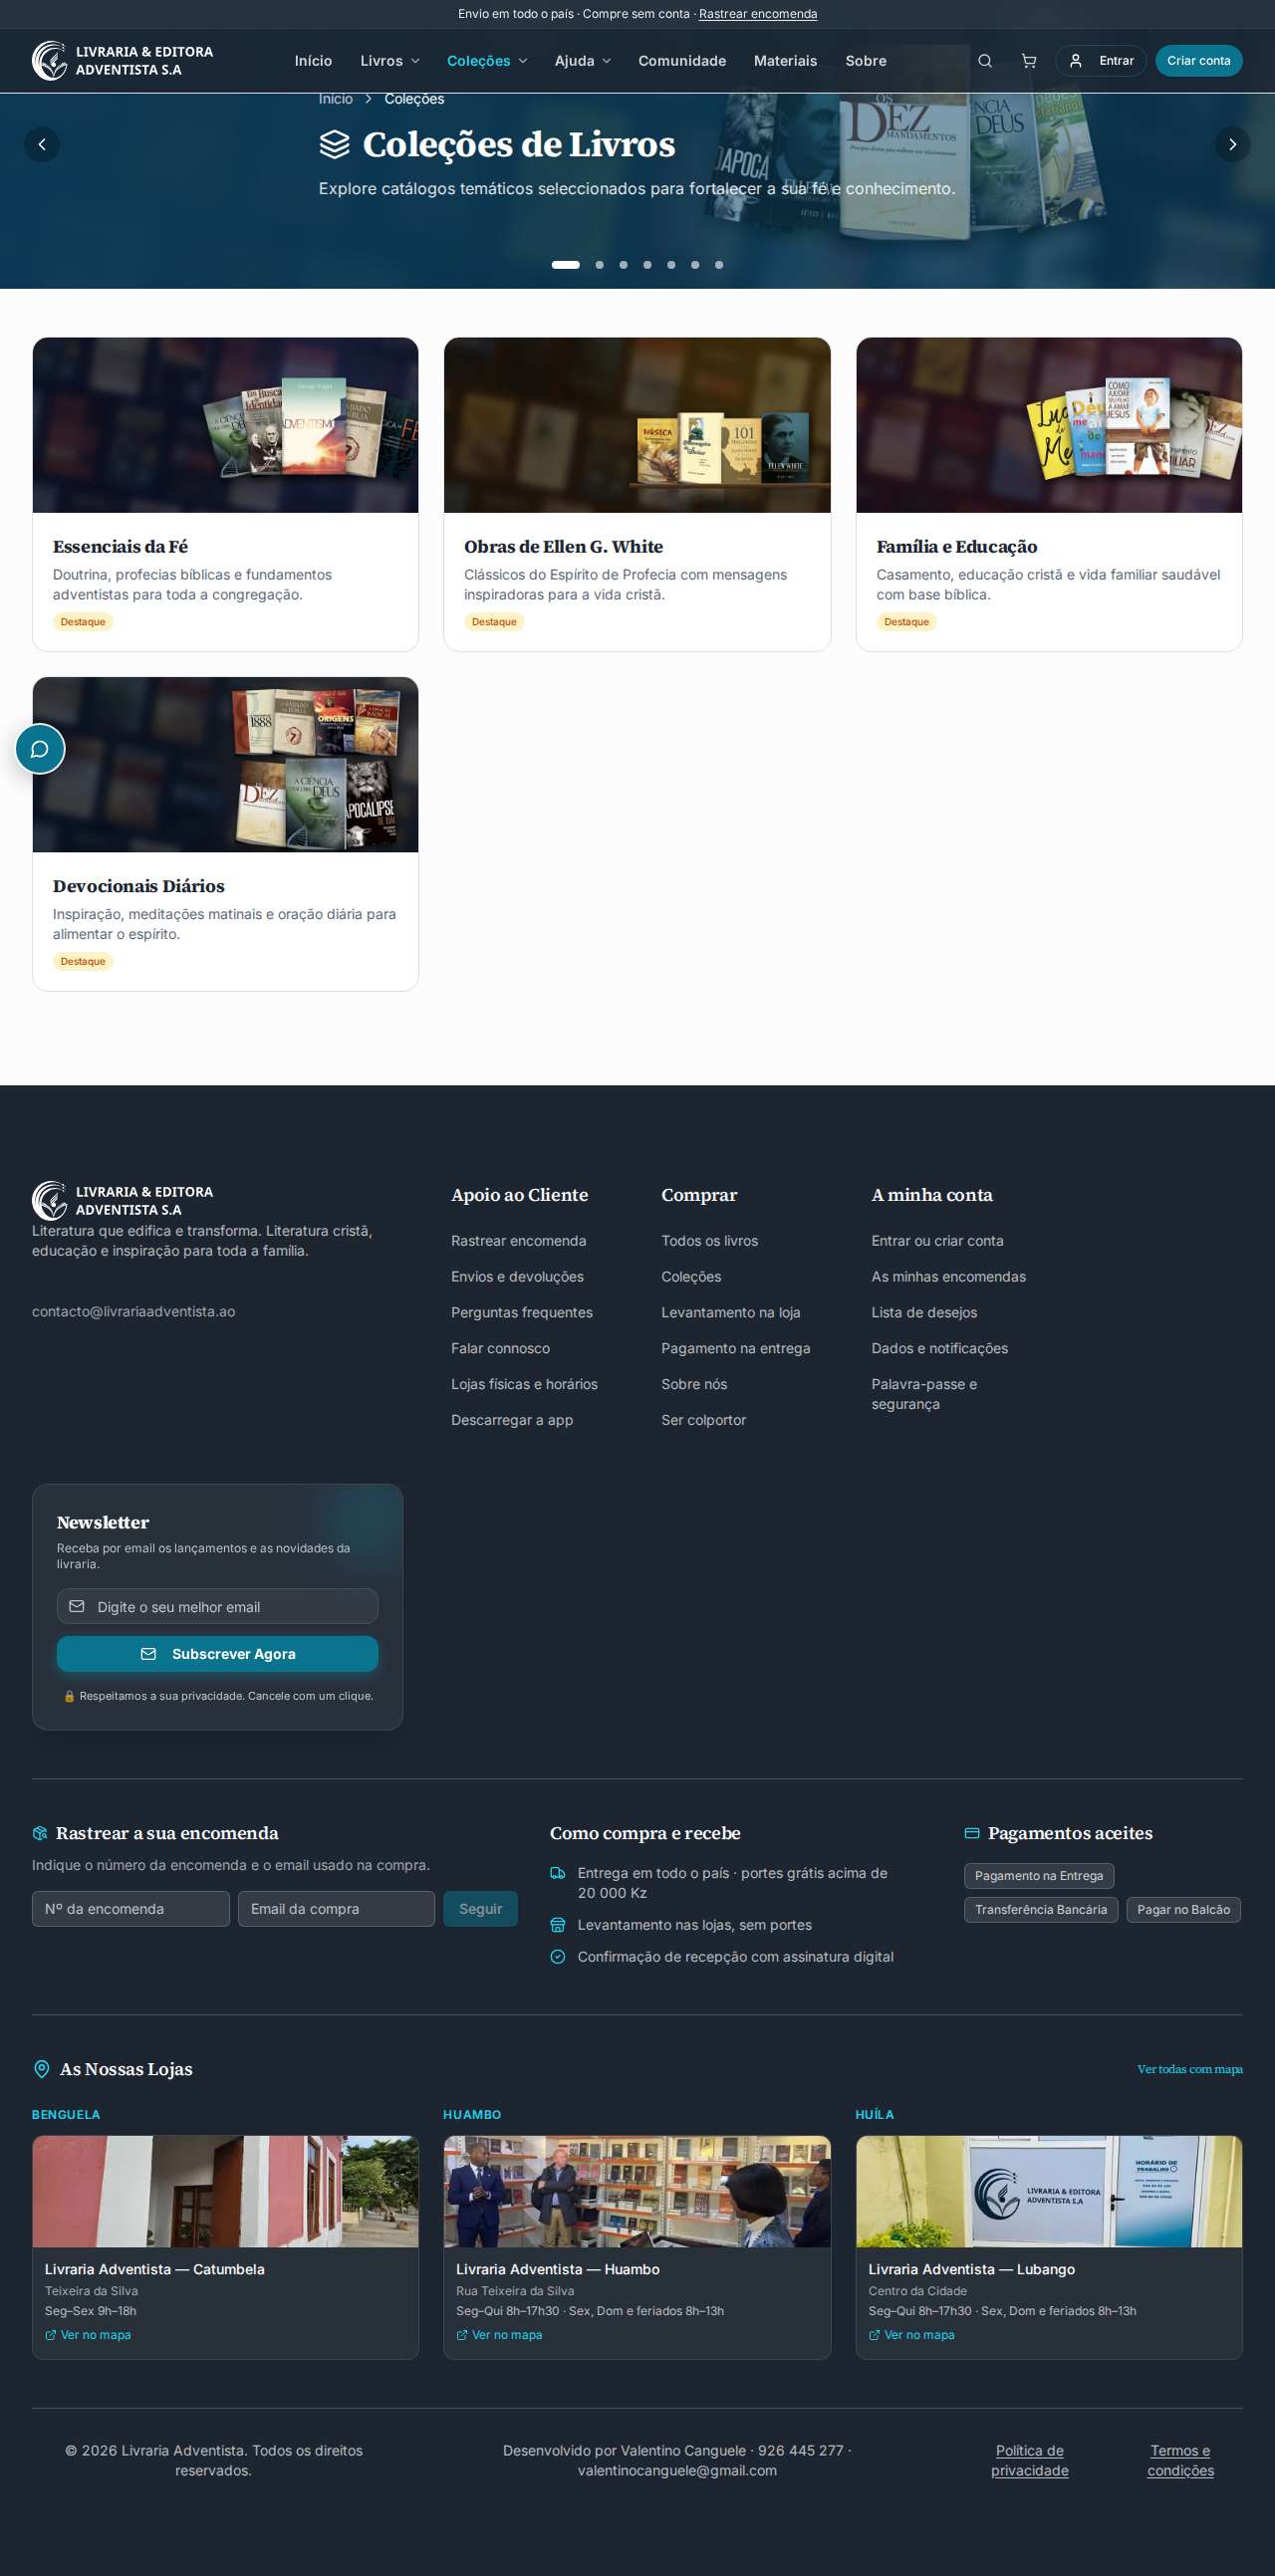 Envio em todo o país · Compre sem conta · Rastrear encomenda
LIVRARIA & EDITORA
ADVENTISTA S.A
Início
Livros
Coleções
Ajuda
Comunidade
Materiais
Sobre
Entrar
Criar conta
Início
Coleções
Coleções de Livros
Explore catálogos temáticos seleccionados para fortalecer a sua fé e conhecimento.
DEZ
Essenciais da Fé
Doutrina, profecias bíblicas e fundamentos
adventistas para toda a congregação.
Destaque
Obras de Ellen G. White
Clássicos do Espírito de Profecia com mensagens
inspiradoras para a vida cristã.
Destaque
Família e Educação
Casamento, educação cristã e vida familiar saudável
com base bíblica.
Destaque
Devocionais Diários
Inspiração, meditações matinais e oração diária para
alimentar o espírito.
Destaque
LIVRARIA & EDITORA
ADVENTISTA S.A
Literatura que edifica e transforma. Literatura cristã,
educação e inspiração para toda a família.
contacto@livrariaadventista.ao
Apoio ao Cliente
Rastrear encomenda
Envios e devoluções
Perguntas frequentes
Falar connosco
Lojas físicas e horários
Descarregar a app
Comprar
Todos os livros
Coleções
Levantamento na loja
Pagamento na entrega
Sobre nós
Ser colportor
A minha conta
Entrar ou criar conta
As minhas encomendas
Lista de desejos
Dados e notificações
Palavra-passe e
segurança
Newsletter
Receba por email os lançamentos e as novidades da
livraria.
Digite o seu melhor email
Subscrever Agora
🔒 Respeitamos a sua privacidade. Cancele com um clique.
Rastrear a sua encomenda
Indique o número da encomenda e o email usado na compra.
Nº da encomenda
Email da compra
Seguir
Como compra e recebe
Entrega em todo o país · portes grátis acima de
20 000 Kz
Levantamento nas lojas, sem portes
Confirmação de recepção com assinatura digital
Pagamentos aceites
Pagamento na Entrega
Transferência Bancária
Pagar no Balcão
As Nossas Lojas
Ver todas com mapa
BENGUELA
Livraria Adventista — Catumbela
Teixeira da Silva
Seg–Sex 9h–18h
Ver no mapa
HUAMBO
Livraria Adventista — Huambo
Rua Teixeira da Silva
Seg–Qui 8h–17h30 · Sex, Dom e feriados 8h–13h
Ver no mapa
HUÍLA
LIVRARIA & EDITORA
ADVENTISTA S.A
HORÁRIO DE
TRABALHO
Livraria Adventista — Lubango
Centro da Cidade
Seg–Qui 8h–17h30 · Sex, Dom e feriados 8h–13h
Ver no mapa
© 2026 Livraria Adventista. Todos os direitos
reservados.
Desenvolvido por Valentino Canguele · 926 445 277 ·
valentinocanguele@gmail.com
Política de
privacidade
Termos e
condições